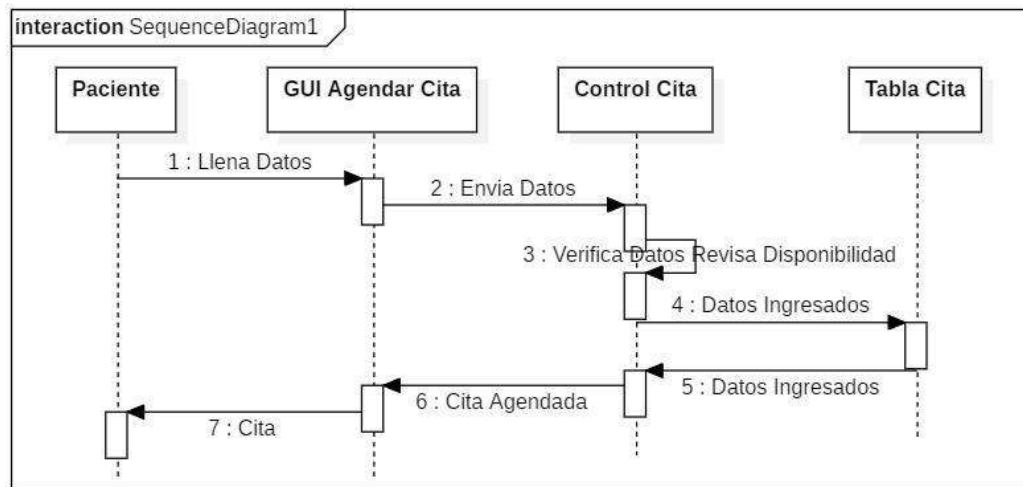 interaction SequenceDiagram1
Paciente
GUI Agendar Cita
Control Cita
Tabla Cita
1 : Llena Datos
2 : Envia Datos
3 : Verifica Datos Revisa Disponibilidad
4 : Datos Ingresados
5 : Datos Ingresados
6 : Cita Agendada
7 : Cita